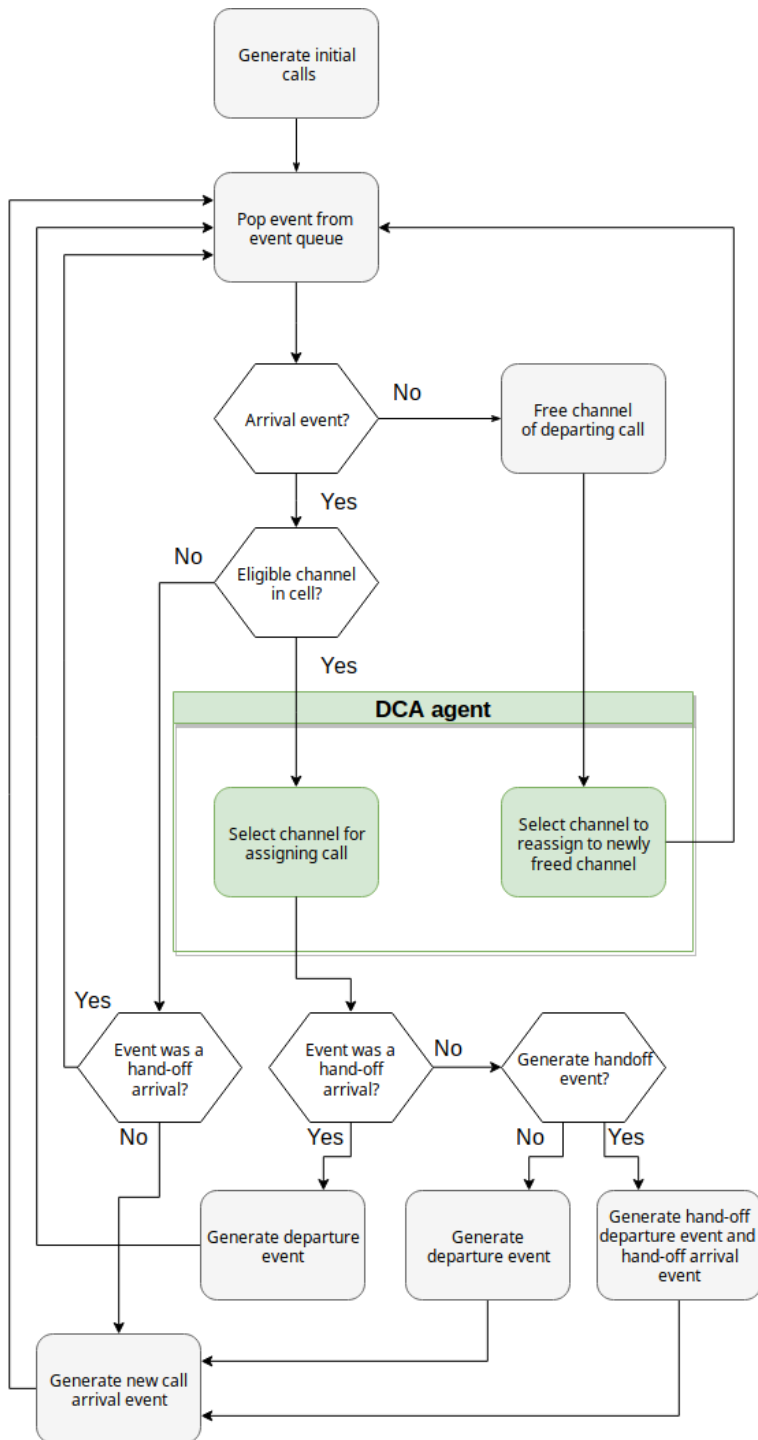 Generate initial
calls
Pop event from
event queue
Arrival event?
No
Free channel
of departing call
Yes
No
Eligible channel
in cell?
Yes
DCA agent
Select channel for
assigning call
Select channel to
reassign to newly
freed channel
Yes
Event was a
hand-off
arrival?
No
Event was a
hand-off
arrival?
No
Yes
Generate handoff
event?
No
Yes
Generate departure
event
Generate
departure event
Generate hand-off
departure event and
hand-off arrival
event
Generate new call
arrival event